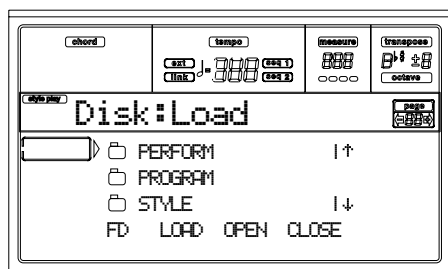 chord tempo measure transpose
ext seq 1
link seq 2
octave
style play page
Disk:Load
PERFORM |↑
PROGRAM
STYLE |↓
FD LOAD OPEN CLOSE